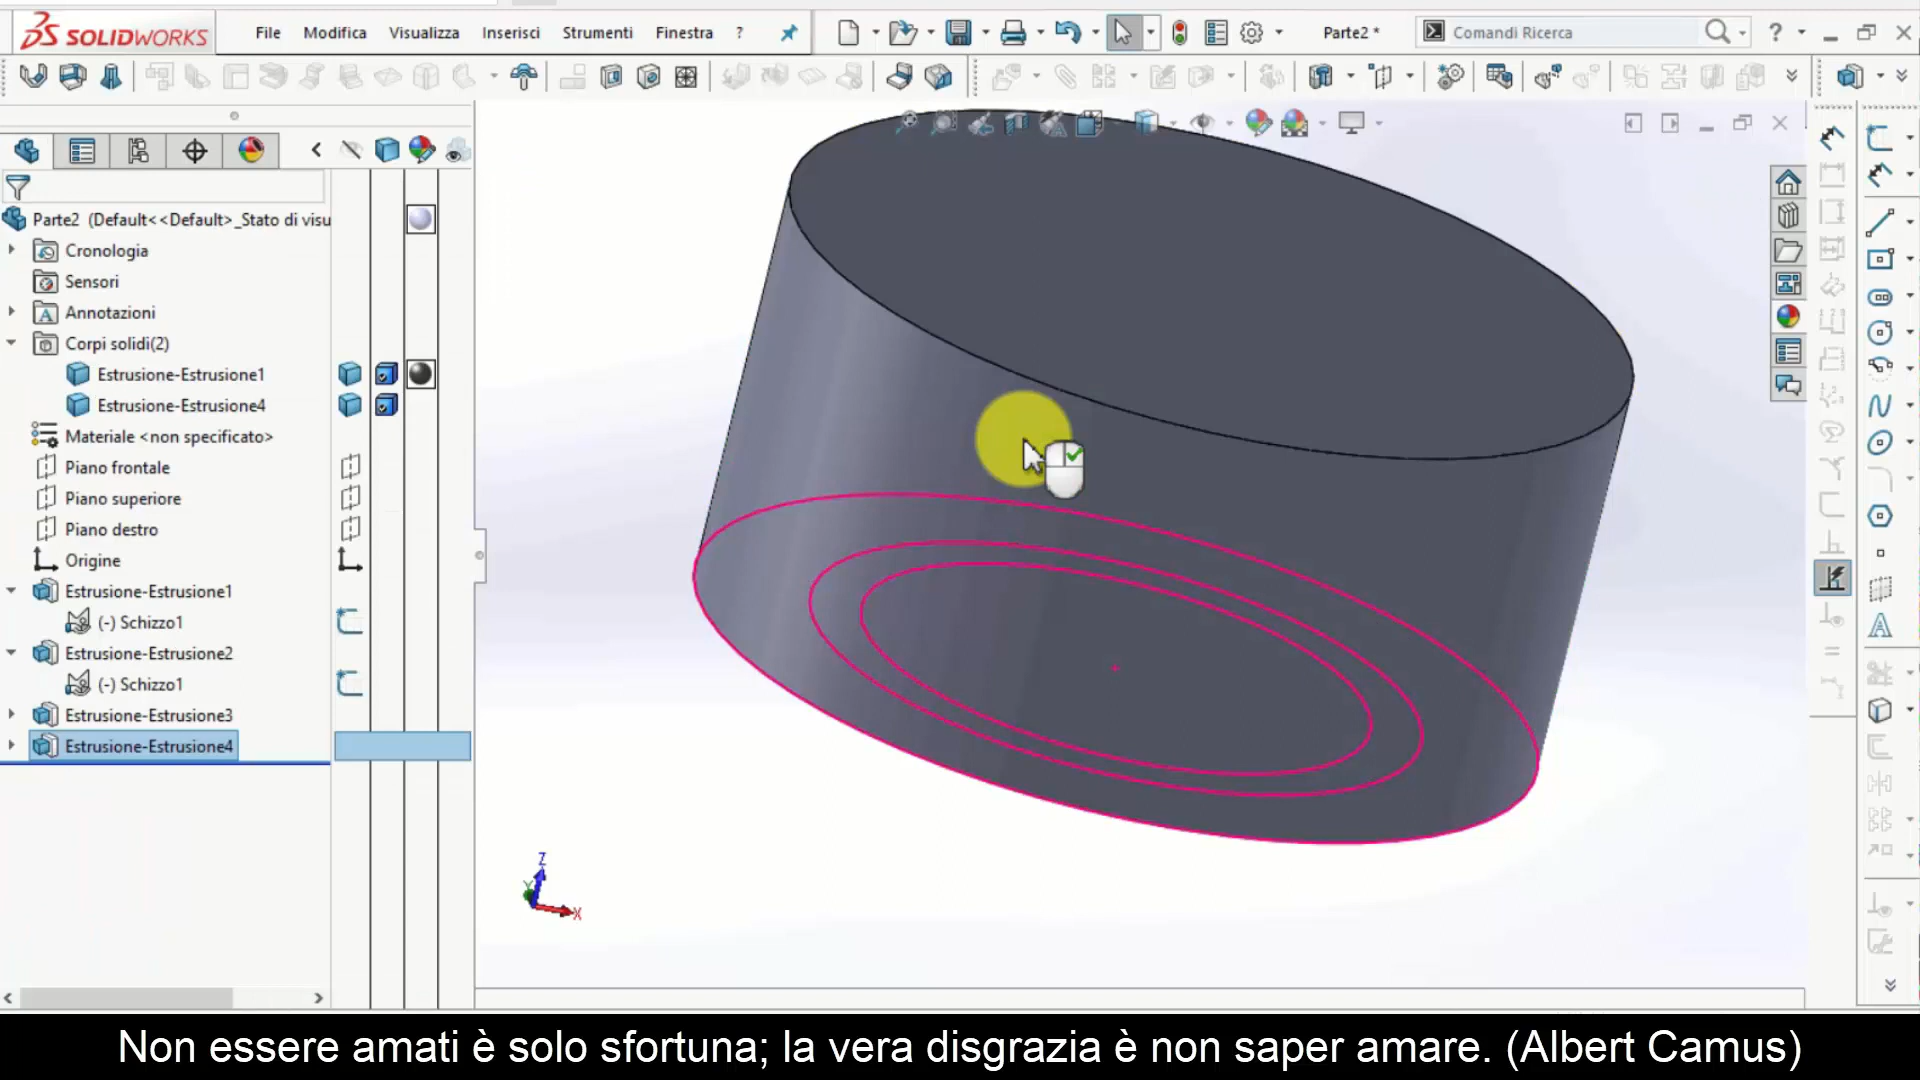 SOLIDWORKS
File Modifica Visualizza Inserisci Strumenti Finestra ?
Parte2 *
Comandi Ricerca
?
Parte2 (Default<<Default>_Stato di visu
Cronologia
Sensori
Annotazioni
Corpi solidi(2)
Estrusione-Estrusione1
Estrusione-Estrusione4
Materiale <non specificato>
Piano frontale
Piano superiore
Piano destro
Origine
Estrusione-Estrusione1
(-) Schizzo1
Estrusione-Estrusione2
(-) Schizzo1
Estrusione-Estrusione3
Estrusione-Estrusione4
Z
Y
X
Non essere amati è solo sfortuna; la vera disgrazia è non saper amare. (Albert Camus)